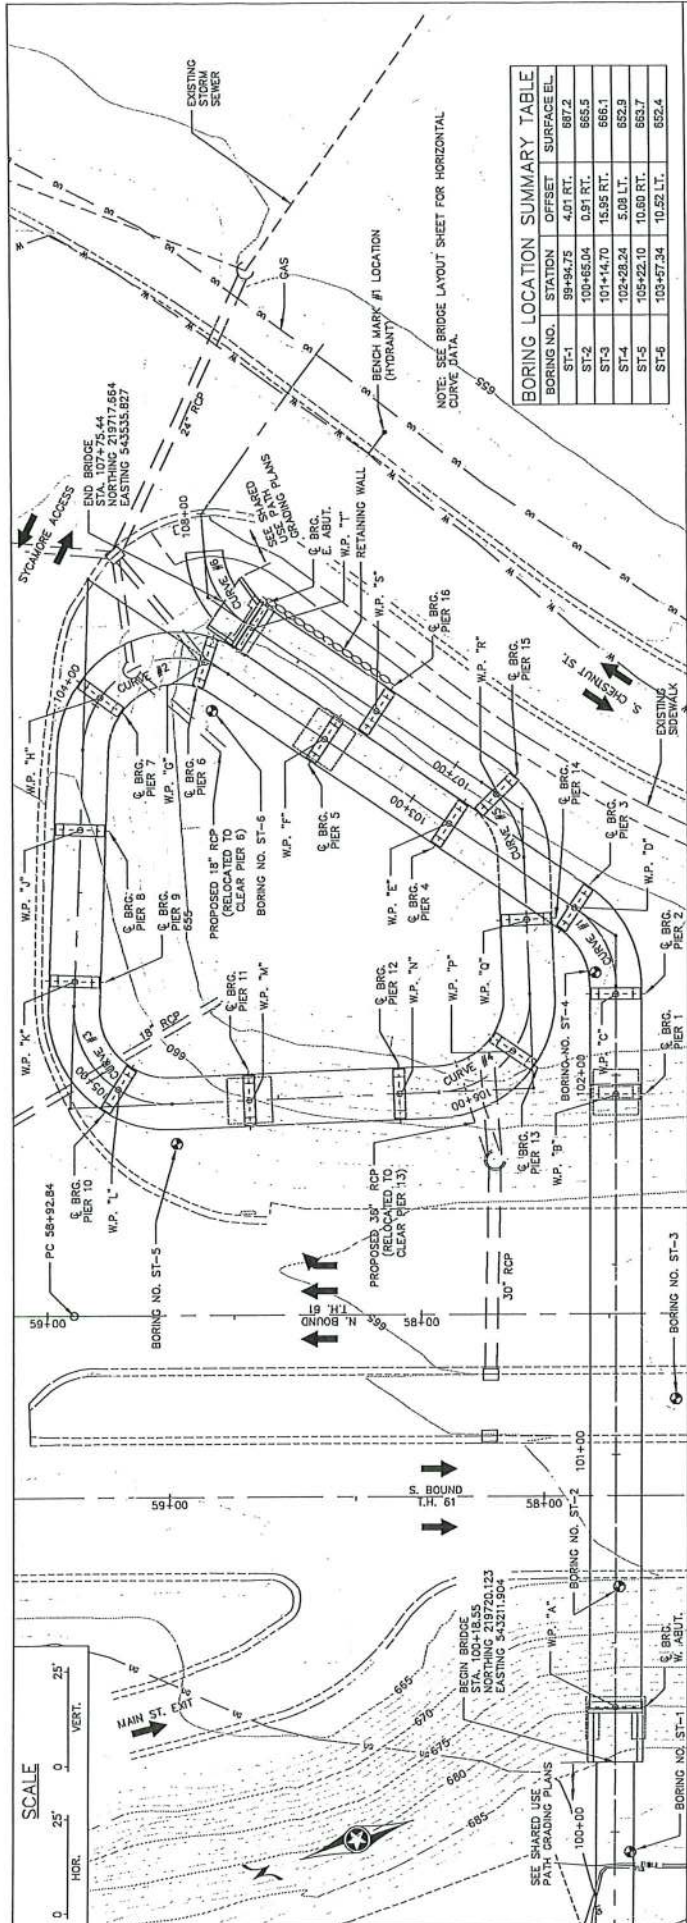 SCALE
0 25' 0 25'
HOR. VERT.
MAIN ST. EXIT
665
670
675
680
685
SEE SHARED USE
PATH GRADING PLANS
100+00
BEGIN BRIDGE
STA. 100+18.55
NORTHING 219720.123
EASTING 543211.904
W.P. "A"
℄ BRG.
W. ABUT.
BORING NO. ST-1
BORING NO. ST-2
BORING NO. ST-3
59+00
58+00
S. BOUND
T.H. 61
101+00
59+00
PC 58+92.84
N. BOUND
T.H. 61
85+00
665
30" RCP
BORING NO. ST-5
PROPOSED 36" RCP
(RELOCATED TO
CLEAR PIER 13)
106+00
CURVE #4
℄ BRG.
PIER 13
W.P. "B"
102+00
BORING NO. ST-4
W.P. "C"
℄ BRG.
PIER 1
℄ BRG.
PIER 2
CURVE #1
W.P. "D"
℄ BRG.
PIER 3
℄ BRG.
PIER 14
℄ BRG.
PIER 15
W.P. "R"
CURVE #5
W.P. "Q"
W.P. "P"
W.P. "N"
℄ BRG.
PIER 12
W.P. "M"
℄ BRG.
PIER 11
660
18" RCP
℄ BRG.
PIER 10
W.P. "L"
105+00
CURVE #3
W.P. "K"
℄ BRG.
PIER 9
655
℄ BRG.
PIER 8
W.P. "J"
℄ BRG.
PIER 7
W.P. "H"
104+00
CURVE #2
W.P. "G"
℄ BRG.
PIER 6
PROPOSED 18" RCP
(RELOCATED TO
CLEAR PIER 6)
BORING NO. ST-6
W.P. "F"
℄ BRG.
PIER 5
W.P. "E"
℄ BRG.
PIER 4
103+00
107+00
℄ BRG.
PIER 16
W.P. "S"
RETAINING WALL
W.P. "T"
℄ BRG.
E. ABUT.
SEE SHARED
USE PATH
GRADING PLANS
CURVE #6
108+00
SYCAMORE ACCESS
END BRIDGE
STA. 107+75.44
NORTHING 219717.664
EASTING 543535.827
24" RCP
EXISTING
STORM
SEWER
GAS
BENCH MARK #1 LOCATION
(HYDRANT)
S. CHESTNUT ST.
EXISTING
SIDEWALK
655
NOTE: SEE BRIDGE LAYOUT SHEET FOR HORIZONTAL
CURVE DATA.
BORING LOCATION SUMMARY TABLE
BORING NO. STATION OFFSET SURFACE EL.
ST-1 99+94.75 4.01 RT. 687.2
ST-2 100+65.04 0.91 RT. 665.5
ST-3 101+14.70 15.95 RT. 666.1
ST-4 102+28.24 5.08 LT. 652.9
ST-5 105+22.10 10.60 RT. 663.7
ST-6 103+57.34 10.52 LT. 652.4